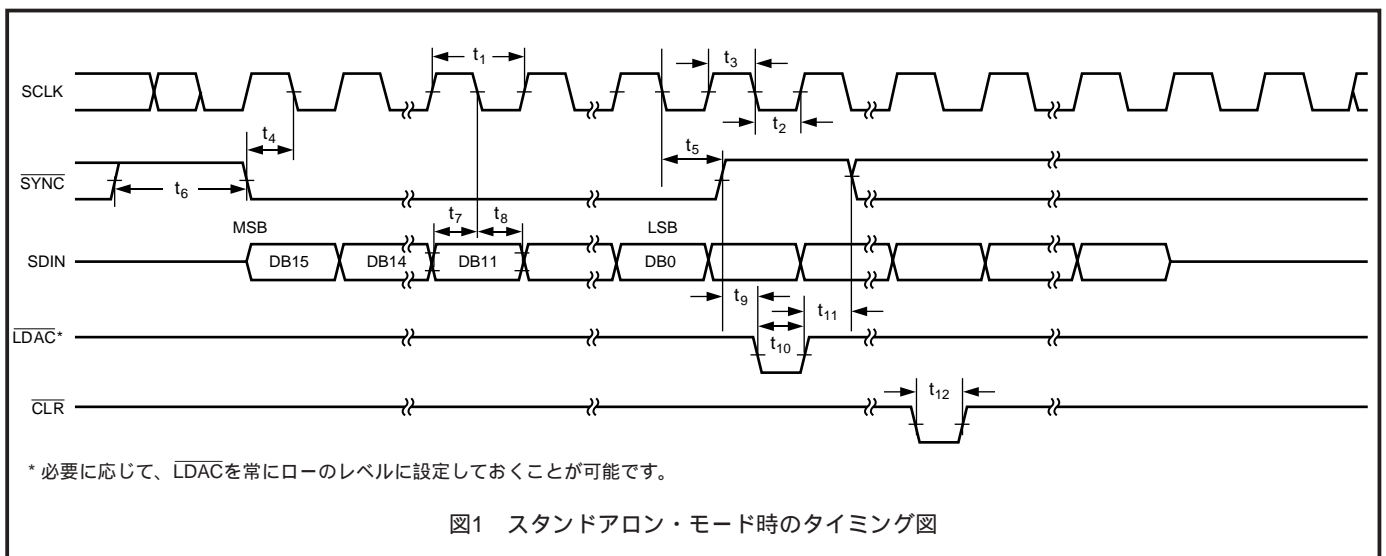 t1
t3
SCLK
t2
t4
t5
SYNC
t6
MSB
t7
t8
LSB
SDIN
DB15
DB14
DB11
DB0
t9
t11
LDAC*
t10
t12
CLR
* 必要に応じて、LDACを常にローのレベルに設定しておくことが可能です。
図1 スタンドアロン・モード時のタイミング図